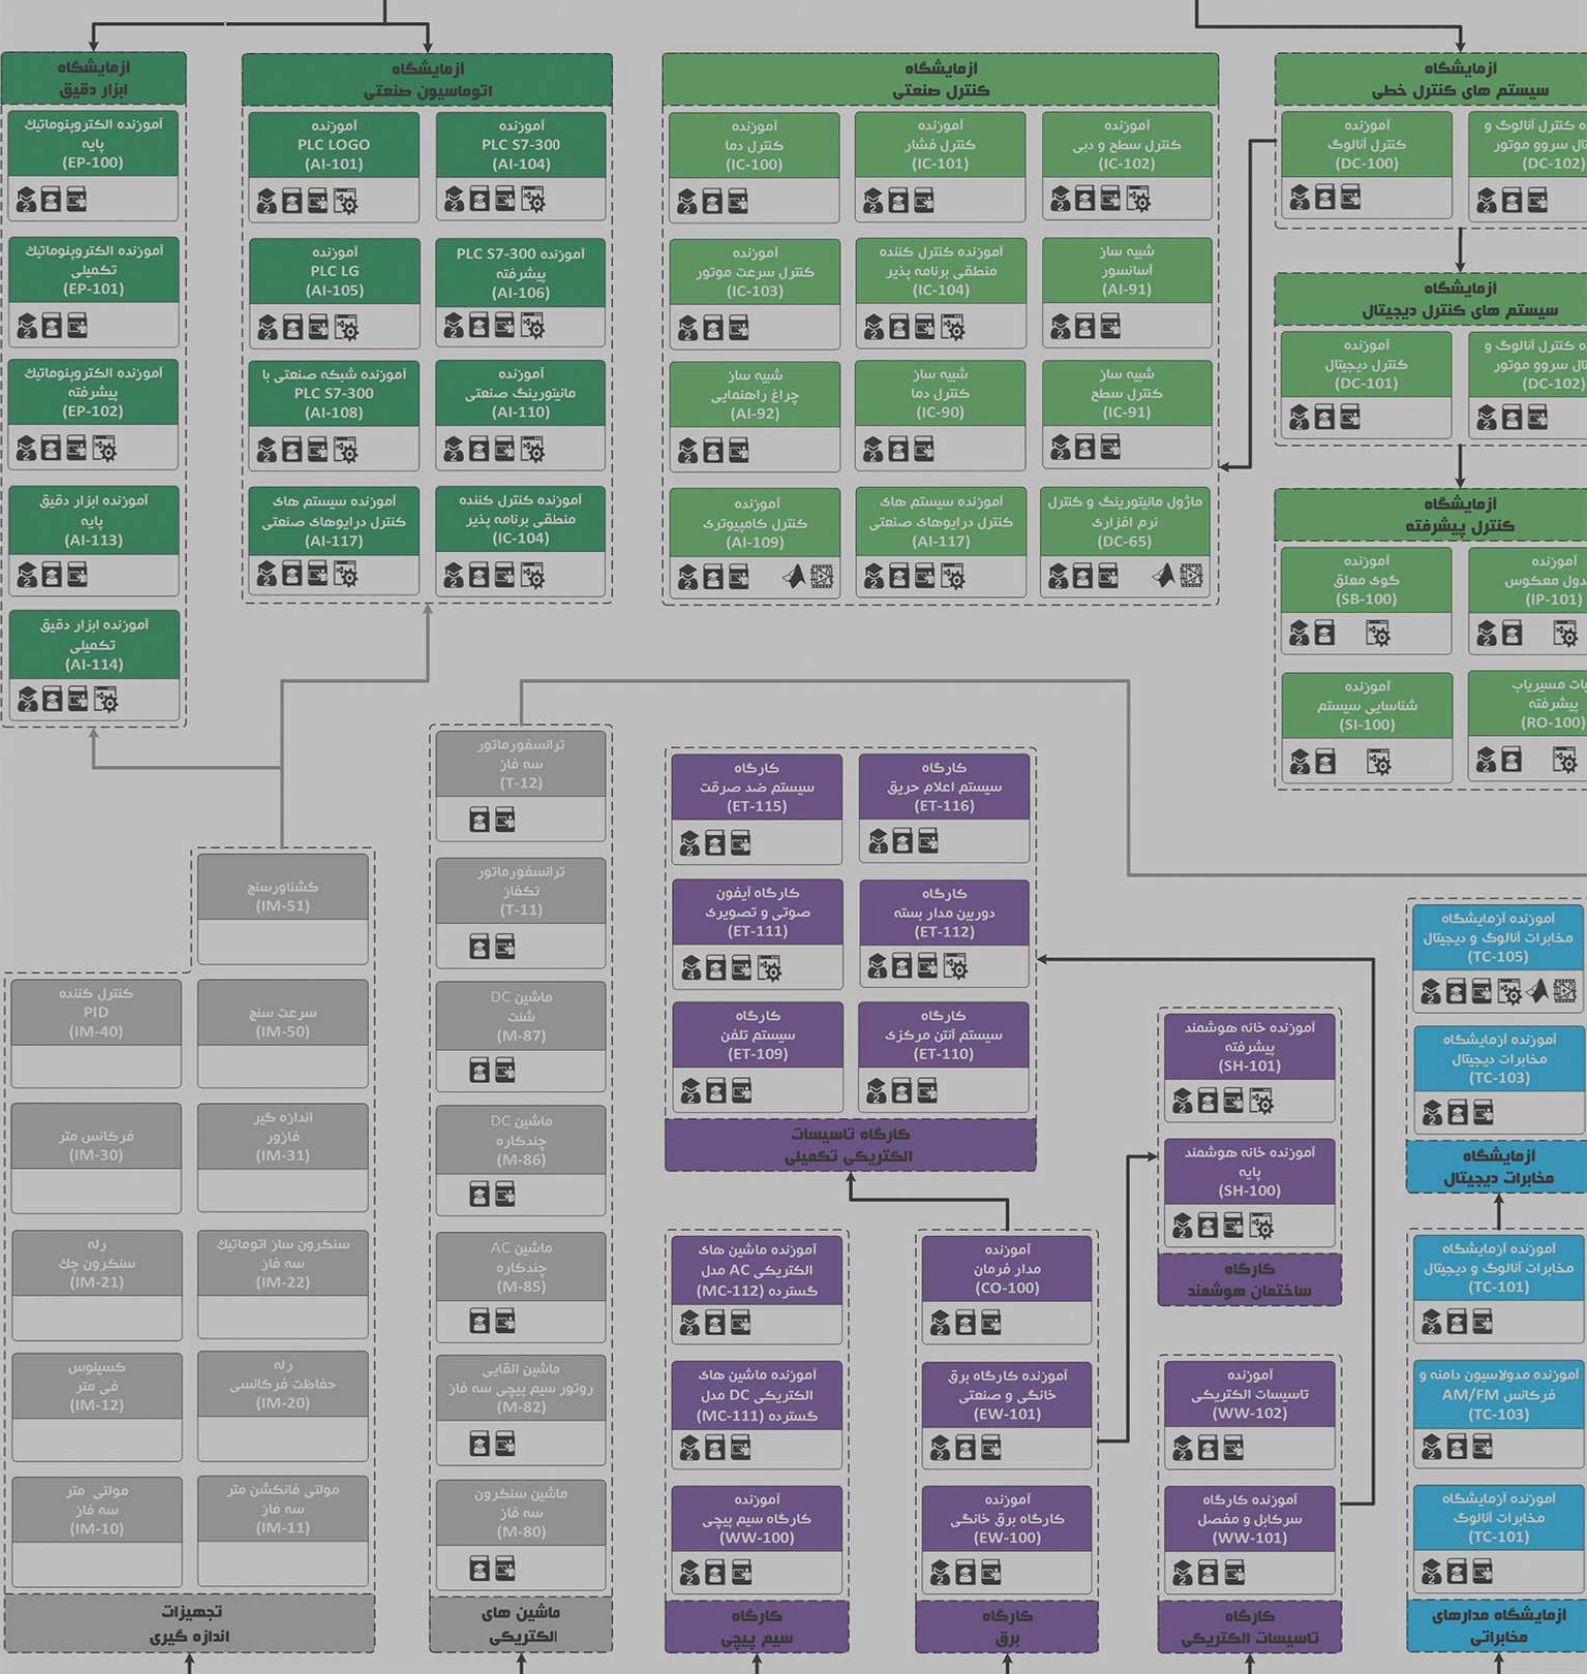 آزمایشگاه
ابزار دقیق
آموزنده الکتروپنوماتیک
پایه
(EP-100)
آموزنده الکتروپنوماتیک
تکمیلی
(EP-101)
آموزنده الکتروپنوماتیک
پیشرفته
(EP-102)
آموزنده ابزار دقیق
پایه
(AI-113)
آموزنده ابزار دقیق
تکمیلی
(AI-114)
آزمایشگاه
اتوماسیون صنعتی
آموزنده
PLC LOGO
(AI-101)
آموزنده
PLC S7-300
(AI-104)
آموزنده
PLC LG
(AI-105)
آموزنده PLC S7-300
پیشرفته
(AI-106)
آموزنده شبکه صنعتی با
PLC S7-300
(AI-108)
آموزنده
مانیتورینگ صنعتی
(AI-110)
آموزنده سیستم های
کنترل درایوهای صنعتی
(AI-117)
آموزنده کنترل کننده
منطقی برنامه پذیر
(IC-104)
آزمایشگاه
کنترل صنعتی
آموزنده
کنترل دما
(IC-100)
آموزنده
کنترل فشار
(IC-101)
آموزنده
کنترل سطح و دبی
(IC-102)
آموزنده
کنترل سرعت موتور
(IC-103)
آموزنده کنترل کننده
منطقی برنامه پذیر
(IC-104)
شبیه ساز
آسانسور
(AI-91)
شبیه ساز
چراغ راهنمایی
(AI-92)
شبیه ساز
کنترل دما
(IC-90)
شبیه ساز
کنترل سطح
(IC-91)
آموزنده
کنترل کامپیوتری
(AI-109)
آموزنده سیستم های
کنترل درایوهای صنعتی
(AI-117)
ماژول مانیتورینگ و کنترل
نرم افزاری
(DC-65)
آزمایشگاه
سیستم های کنترل خطی
آموزنده
کنترل آنالوگ
(DC-100)
کنترل آنالوگ و
سروو موتور
(DC-102)
آزمایشگاه
سیستم های کنترل دیجیتال
آموزنده
کنترل دیجیتال
(DC-101)
کنترل آنالوگ و
سروو موتور
(DC-102)
آزمایشگاه
کنترل پیشرفته
آموزنده
گوی معلق
(SB-100)
آموزنده
معکوس
(IP-101)
آموزنده
شناسایی سیستم
(SI-100)
مسیریاب
پیشرفته
(RO-100)
ترانسفورماتور
سه فاز
(T-12)
ترانسفورماتور
تکفاز
(T-11)
ماشین DC
شنت
(M-87)
ماشین DC
چندکاره
(M-86)
ماشین AC
چندکاره
(M-85)
ماشین القایی
روتور سیم پیچی سه فاز
(M-82)
ماشین سنکرون
سه فاز
(M-80)
ماشین های
الکتریکی
گشتاورسنج
(IM-51)
کنترل کننده
PID
(IM-40)
سرعت سنج
(IM-50)
فرکانس متر
(IM-30)
اندازه گیر
فازور
(IM-31)
رله
سنکرون چک
(IM-21)
سنکرون ساز اتوماتیک
سه فاز
(IM-22)
کسینوس
فی متر
(IM-12)
رله
حفاظت فرکانسی
(IM-20)
مولتی متر
سه فاز
(IM-10)
مولتی فانکشن متر
سه فاز
(IM-11)
تجهیزات
اندازه گیری
کارگاه
سیستم ضد صرقت
(ET-115)
کارگاه
سیستم اعلام حریق
(ET-116)
کارگاه آیفون
صوتی و تصویری
(ET-111)
کارگاه
دوربین مدار بسته
(ET-112)
کارگاه
سیستم تلفن
(ET-109)
کارگاه
سیستم آنتن مرکزی
(ET-110)
کارگاه تاسیسات
الکتریکی تکمیلی
آموزنده ماشین های
الکتریکی AC مدل
گسترده (MC-112)
آموزنده ماشین های
الکتریکی DC مدل
گسترده (MC-111)
آموزنده
کارگاه سیم پیچی
(WW-100)
کارگاه
سیم پیچی
آموزنده
مدار فرمان
(CO-100)
آموزنده کارگاه برق
خانگی و صنعتی
(EW-101)
آموزنده
کارگاه برق خانگی
(EW-100)
کارگاه
برق
آموزنده خانه هوشمند
پیشرفته
(SH-101)
آموزنده خانه هوشمند
پایه
(SH-100)
کارگاه
ساختمان هوشمند
آموزنده
تاسیسات الکتریکی
(WW-102)
آموزنده کارگاه
سرکابل و مفصل
(WW-101)
کارگاه
تاسیسات الکتریکی
آموزنده آزمایشگاه
مخابرات آنالوگ و دیجیتال
(TC-105)
آموزنده آزمایشگاه
مخابرات دیجیتال
(TC-103)
آزمایشگاه
مخابرات دیجیتال
آموزنده آزمایشگاه
مخابرات آنالوگ و دیجیتال
(TC-101)
آموزنده مدولاسیون دامنه و
فرکانس AM/FM
(TC-103)
آموزنده آزمایشگاه
مخابرات آنالوگ
(TC-101)
آزمایشگاه مدارهای
مخابراتی